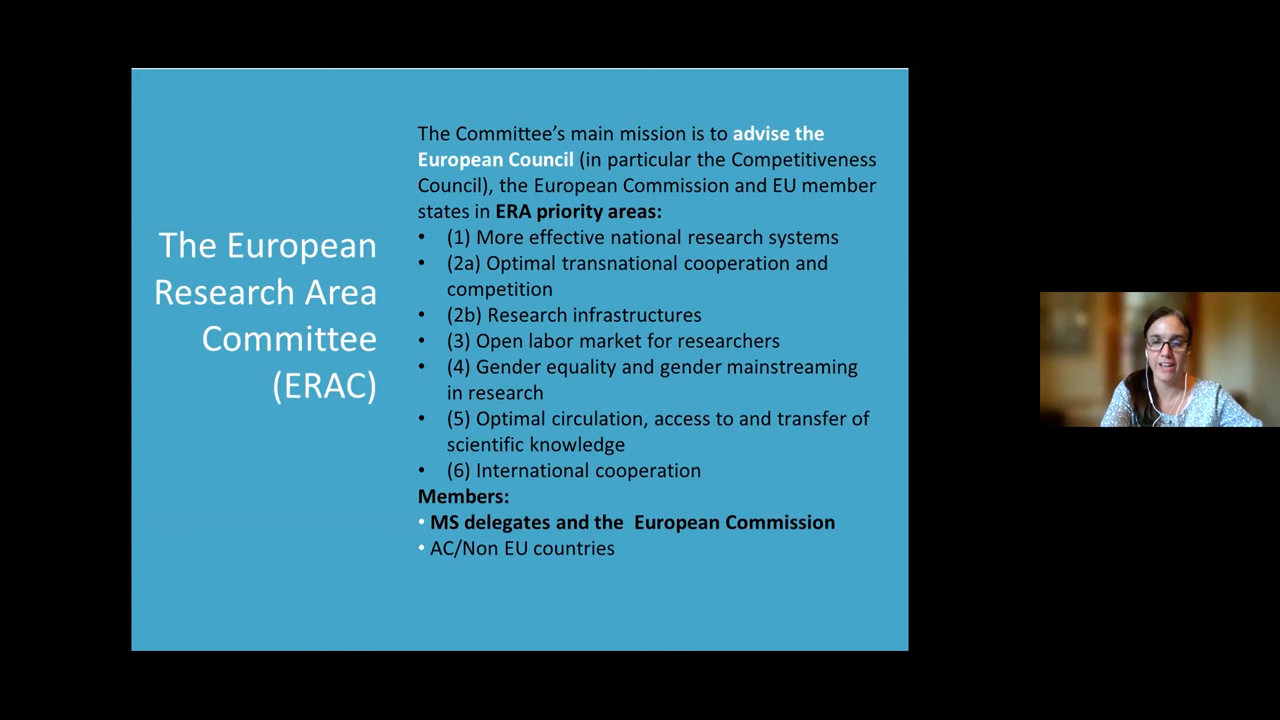 The European
Research Area
Committee
(ERAC)
The Committee's main mission is to advise the
European Council (in particular the Competitiveness
Council), the European Commission and EU member
states in ERA priority areas:
• (1) More effective national research systems
• (2a) Optimal transnational cooperation and
competition
• (2b) Research infrastructures
• (3) Open labor market for researchers
• (4) Gender equality and gender mainstreaming
in research
• (5) Optimal circulation, access to and transfer of
scientific knowledge
• (6) International cooperation
Members:
• MS delegates and the  European Commission
• AC/Non EU countries